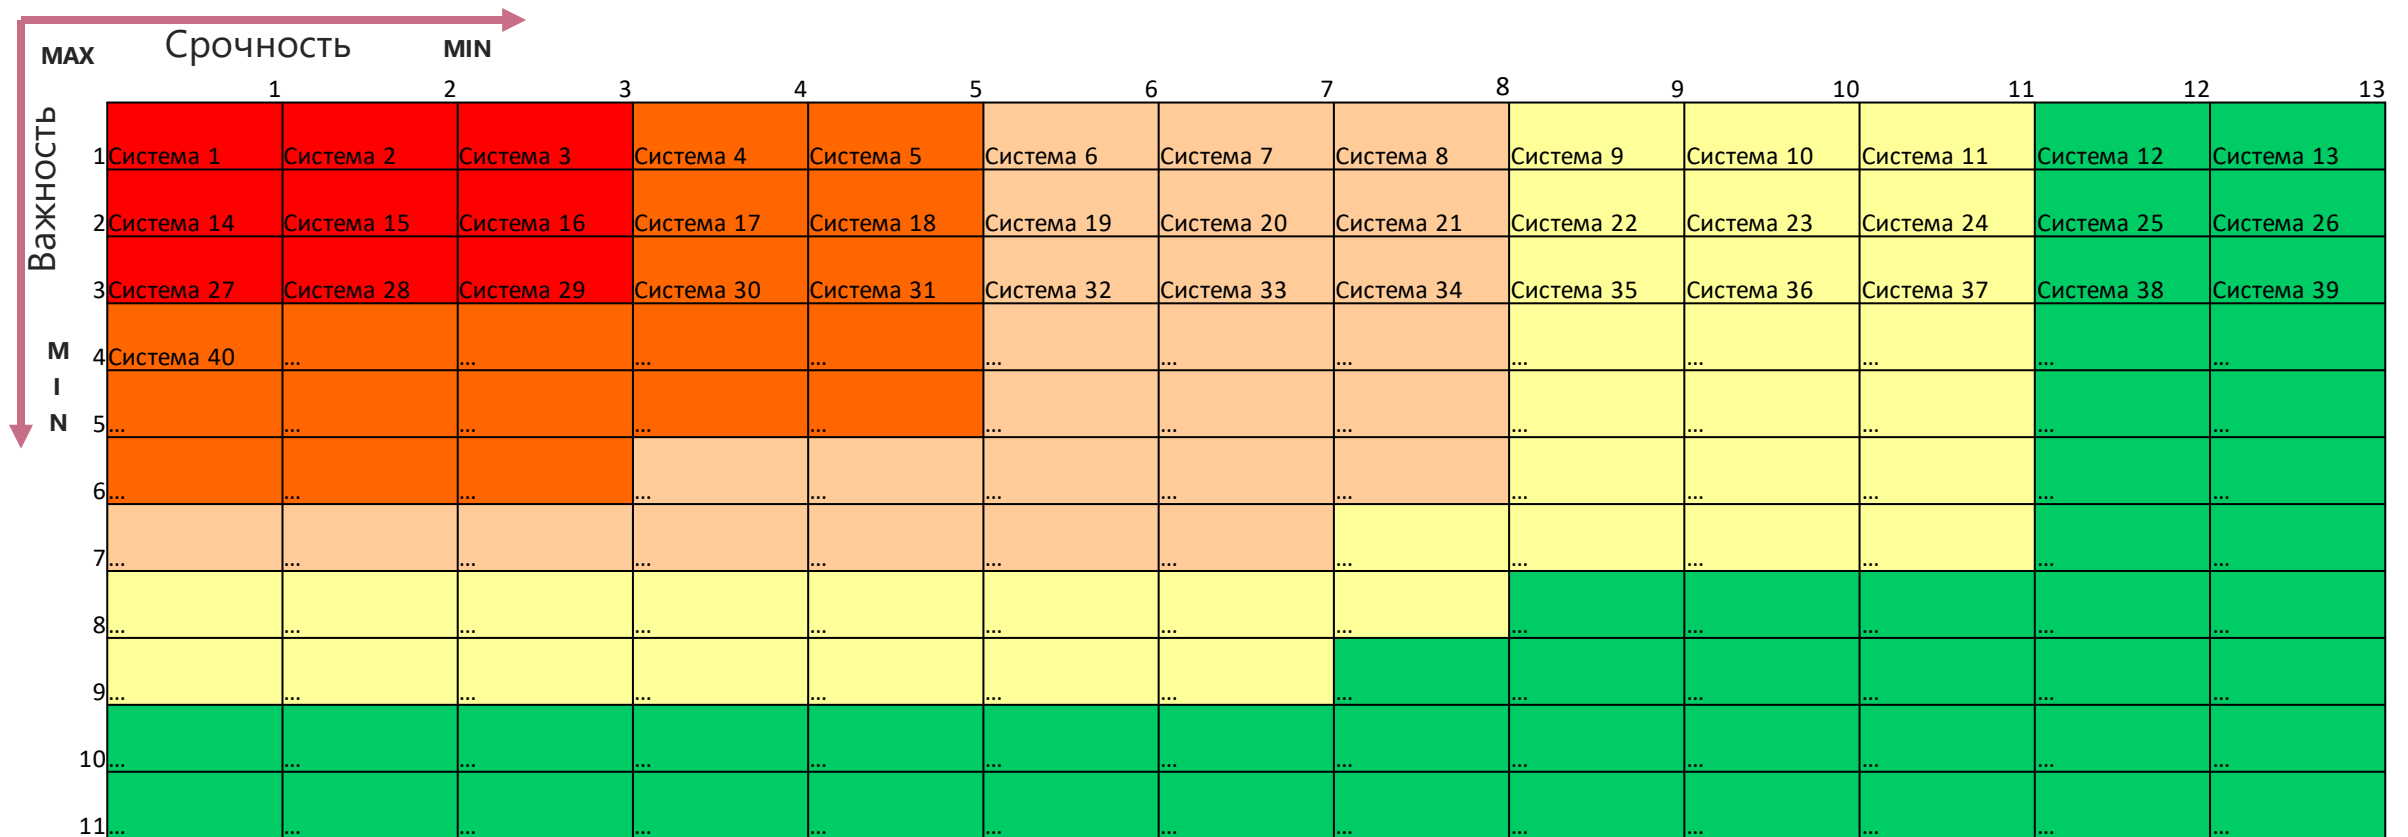 MAX Срочность MIN
1 2 3 4 5 6 7 8 9 10 11 12 13
Важность
1 Система 1 Система 2 Система 3 Система 4 Система 5 Система 6 Система 7 Система 8 Система 9 Система 10 Система 11 Система 12 Система 13
2 Система 14 Система 15 Система 16 Система 17 Система 18 Система 19 Система 20 Система 21 Система 22 Система 23 Система 24 Система 25 Система 26
3 Система 27 Система 28 Система 29 Система 30 Система 31 Система 32 Система 33 Система 34 Система 35 Система 36 Система 37 Система 38 Система 39
MIN
4 Система 40 ... ... ... ... ... ... ... ... ... ... ... ...
5 ... ... ... ... ... ... ... ... ... ... ... ... ...
6 ... ... ... ... ... ... ... ... ... ... ... ... ...
7 ... ... ... ... ... ... ... ... ... ... ... ... ...
8 ... ... ... ... ... ... ... ... ... ... ... ... ...
9 ... ... ... ... ... ... ... ... ... ... ... ... ...
10 ... ... ... ... ... ... ... ... ... ... ... ... ...
11 ... ... ... ... ... ... ... ... ... ... ... ... ...